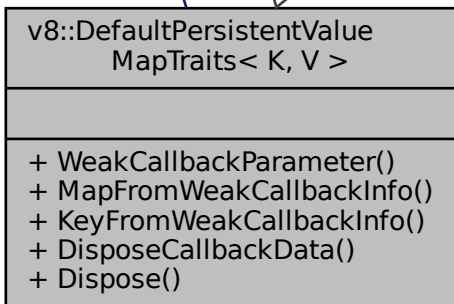 v8::DefaultPersistentValue
MapTraits< K, V >
+ WeakCallbackParameter()
+ MapFromWeakCallbackInfo()
+ KeyFromWeakCallbackInfo()
+ DisposeCallbackData()
+ Dispose()